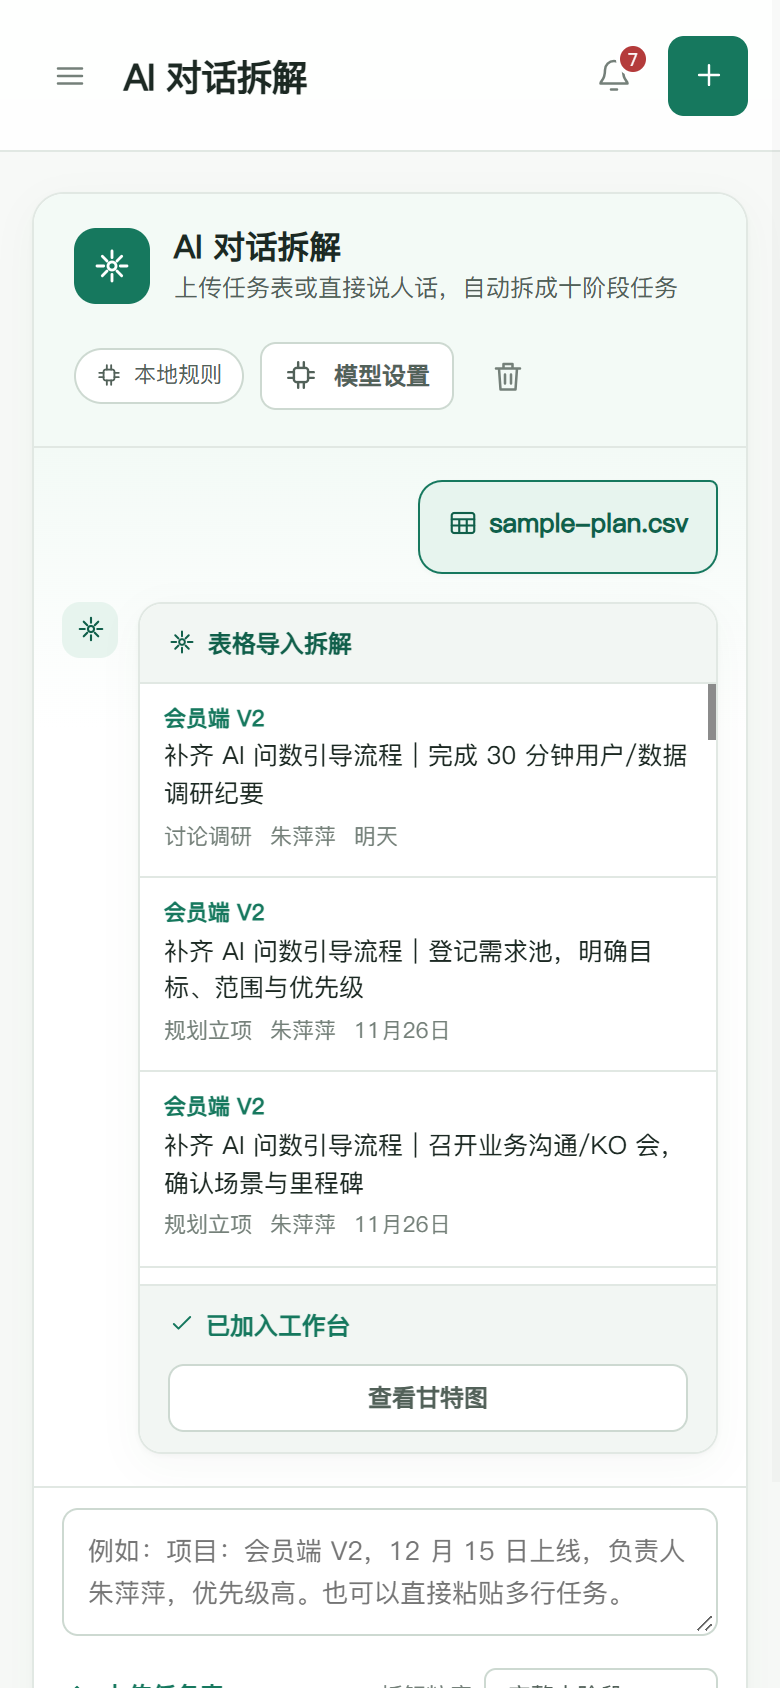 AI 对话拆解
7
AI 对话拆解
上传任务表或直接说人话，自动拆成十阶段任务
本地规则
模型设置
sample-plan.csv
表格导入拆解
会员端 V2
补齐 AI 问数引导流程｜完成 30 分钟用户/数据
调研纪要
讨论调研 朱萍萍 明天
会员端 V2
补齐 AI 问数引导流程｜登记需求池，明确目
标、范围与优先级
规划立项 朱萍萍 11月26日
会员端 V2
补齐 AI 问数引导流程｜召开业务沟通/KO 会，
确认场景与里程碑
规划立项 朱萍萍 11月26日
已加入工作台
查看甘特图
例如：项目：会员端 V2，12 月 15 日上线，负责人
朱萍萍，优先级高。也可以直接粘贴多行任务。